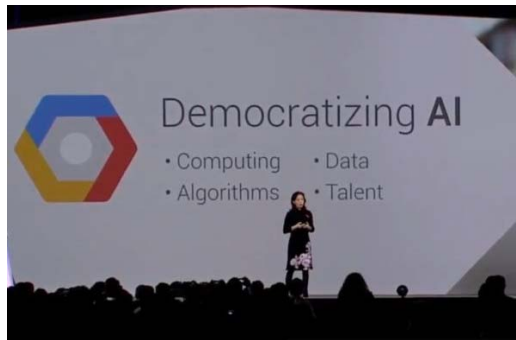 Democratizing AI
• Computing • Data
• Algorithms • Talent